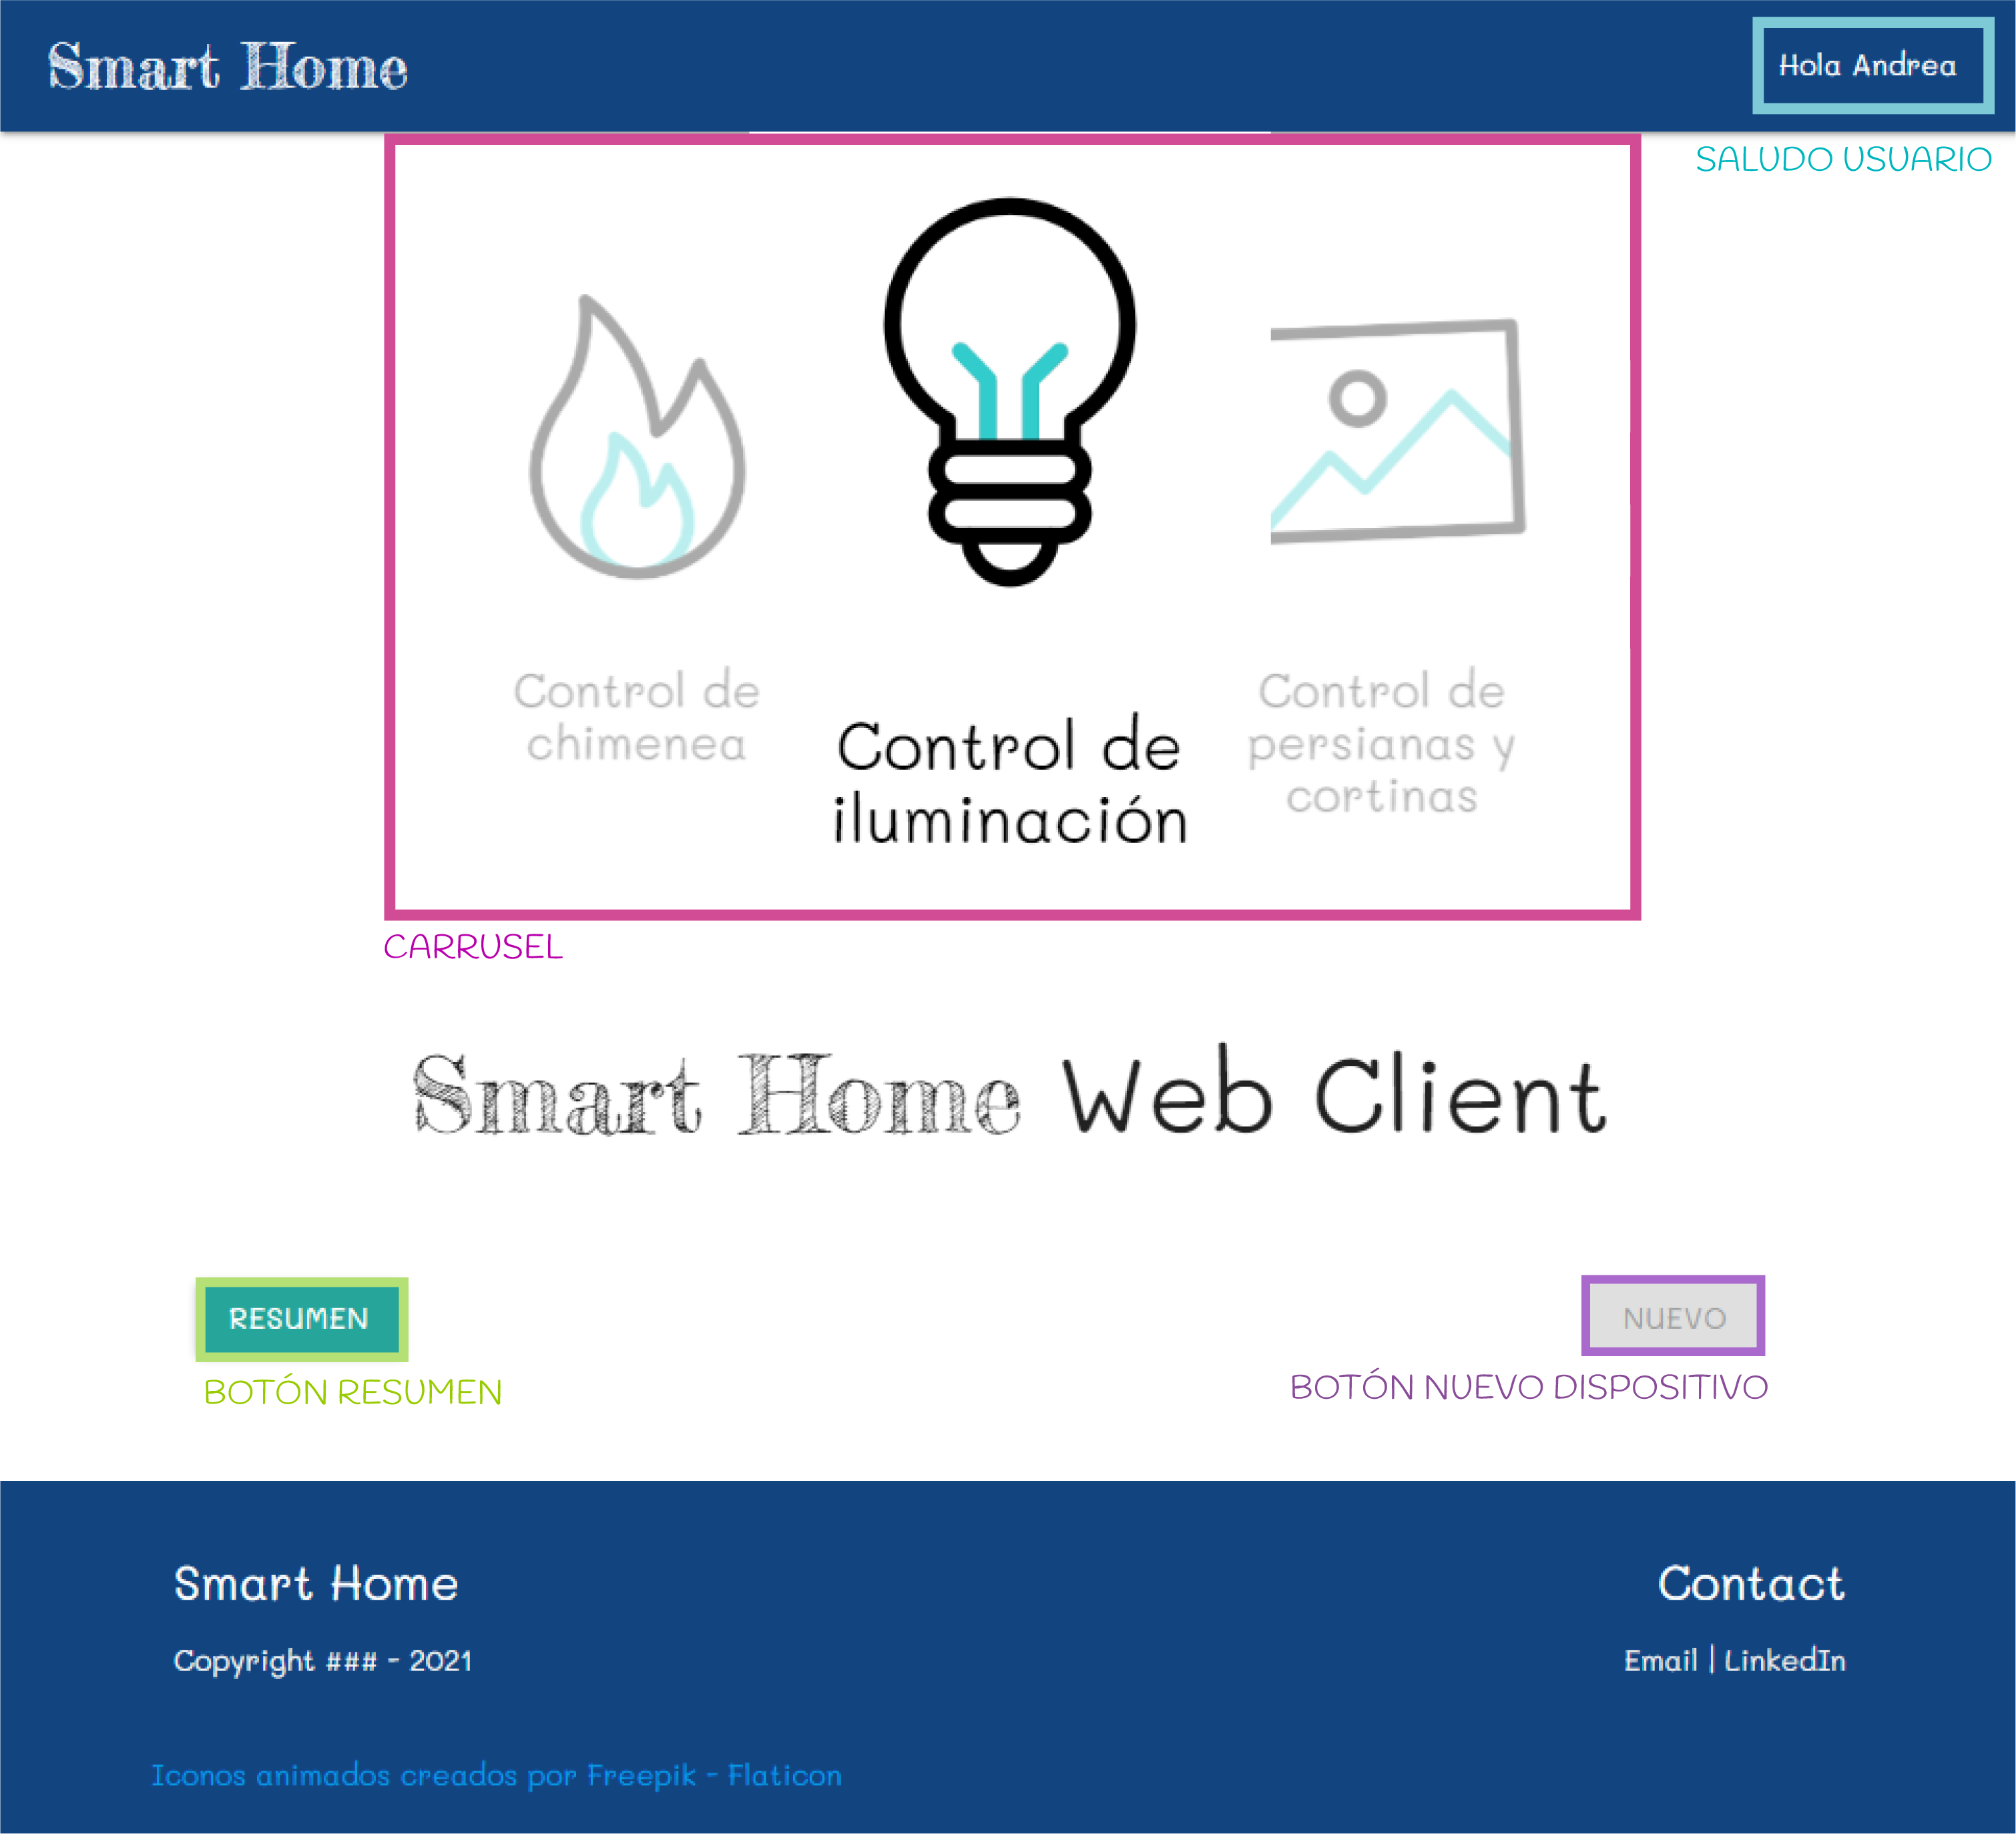 Smart Home
Hola Andrea
SALUDO USUARIO
Control de
chimenea
Control de
iluminación
Control de
persianas y
cortinas
CARRUSEL
Smart Home Web Client
RESUMEN
BOTÓN RESUMEN
NUEVO
BOTÓN NUEVO DISPOSITIVO
Smart Home
Copyright ### - 2021
Contact
Email | LinkedIn
Iconos animados creados por Freepik - Flaticon